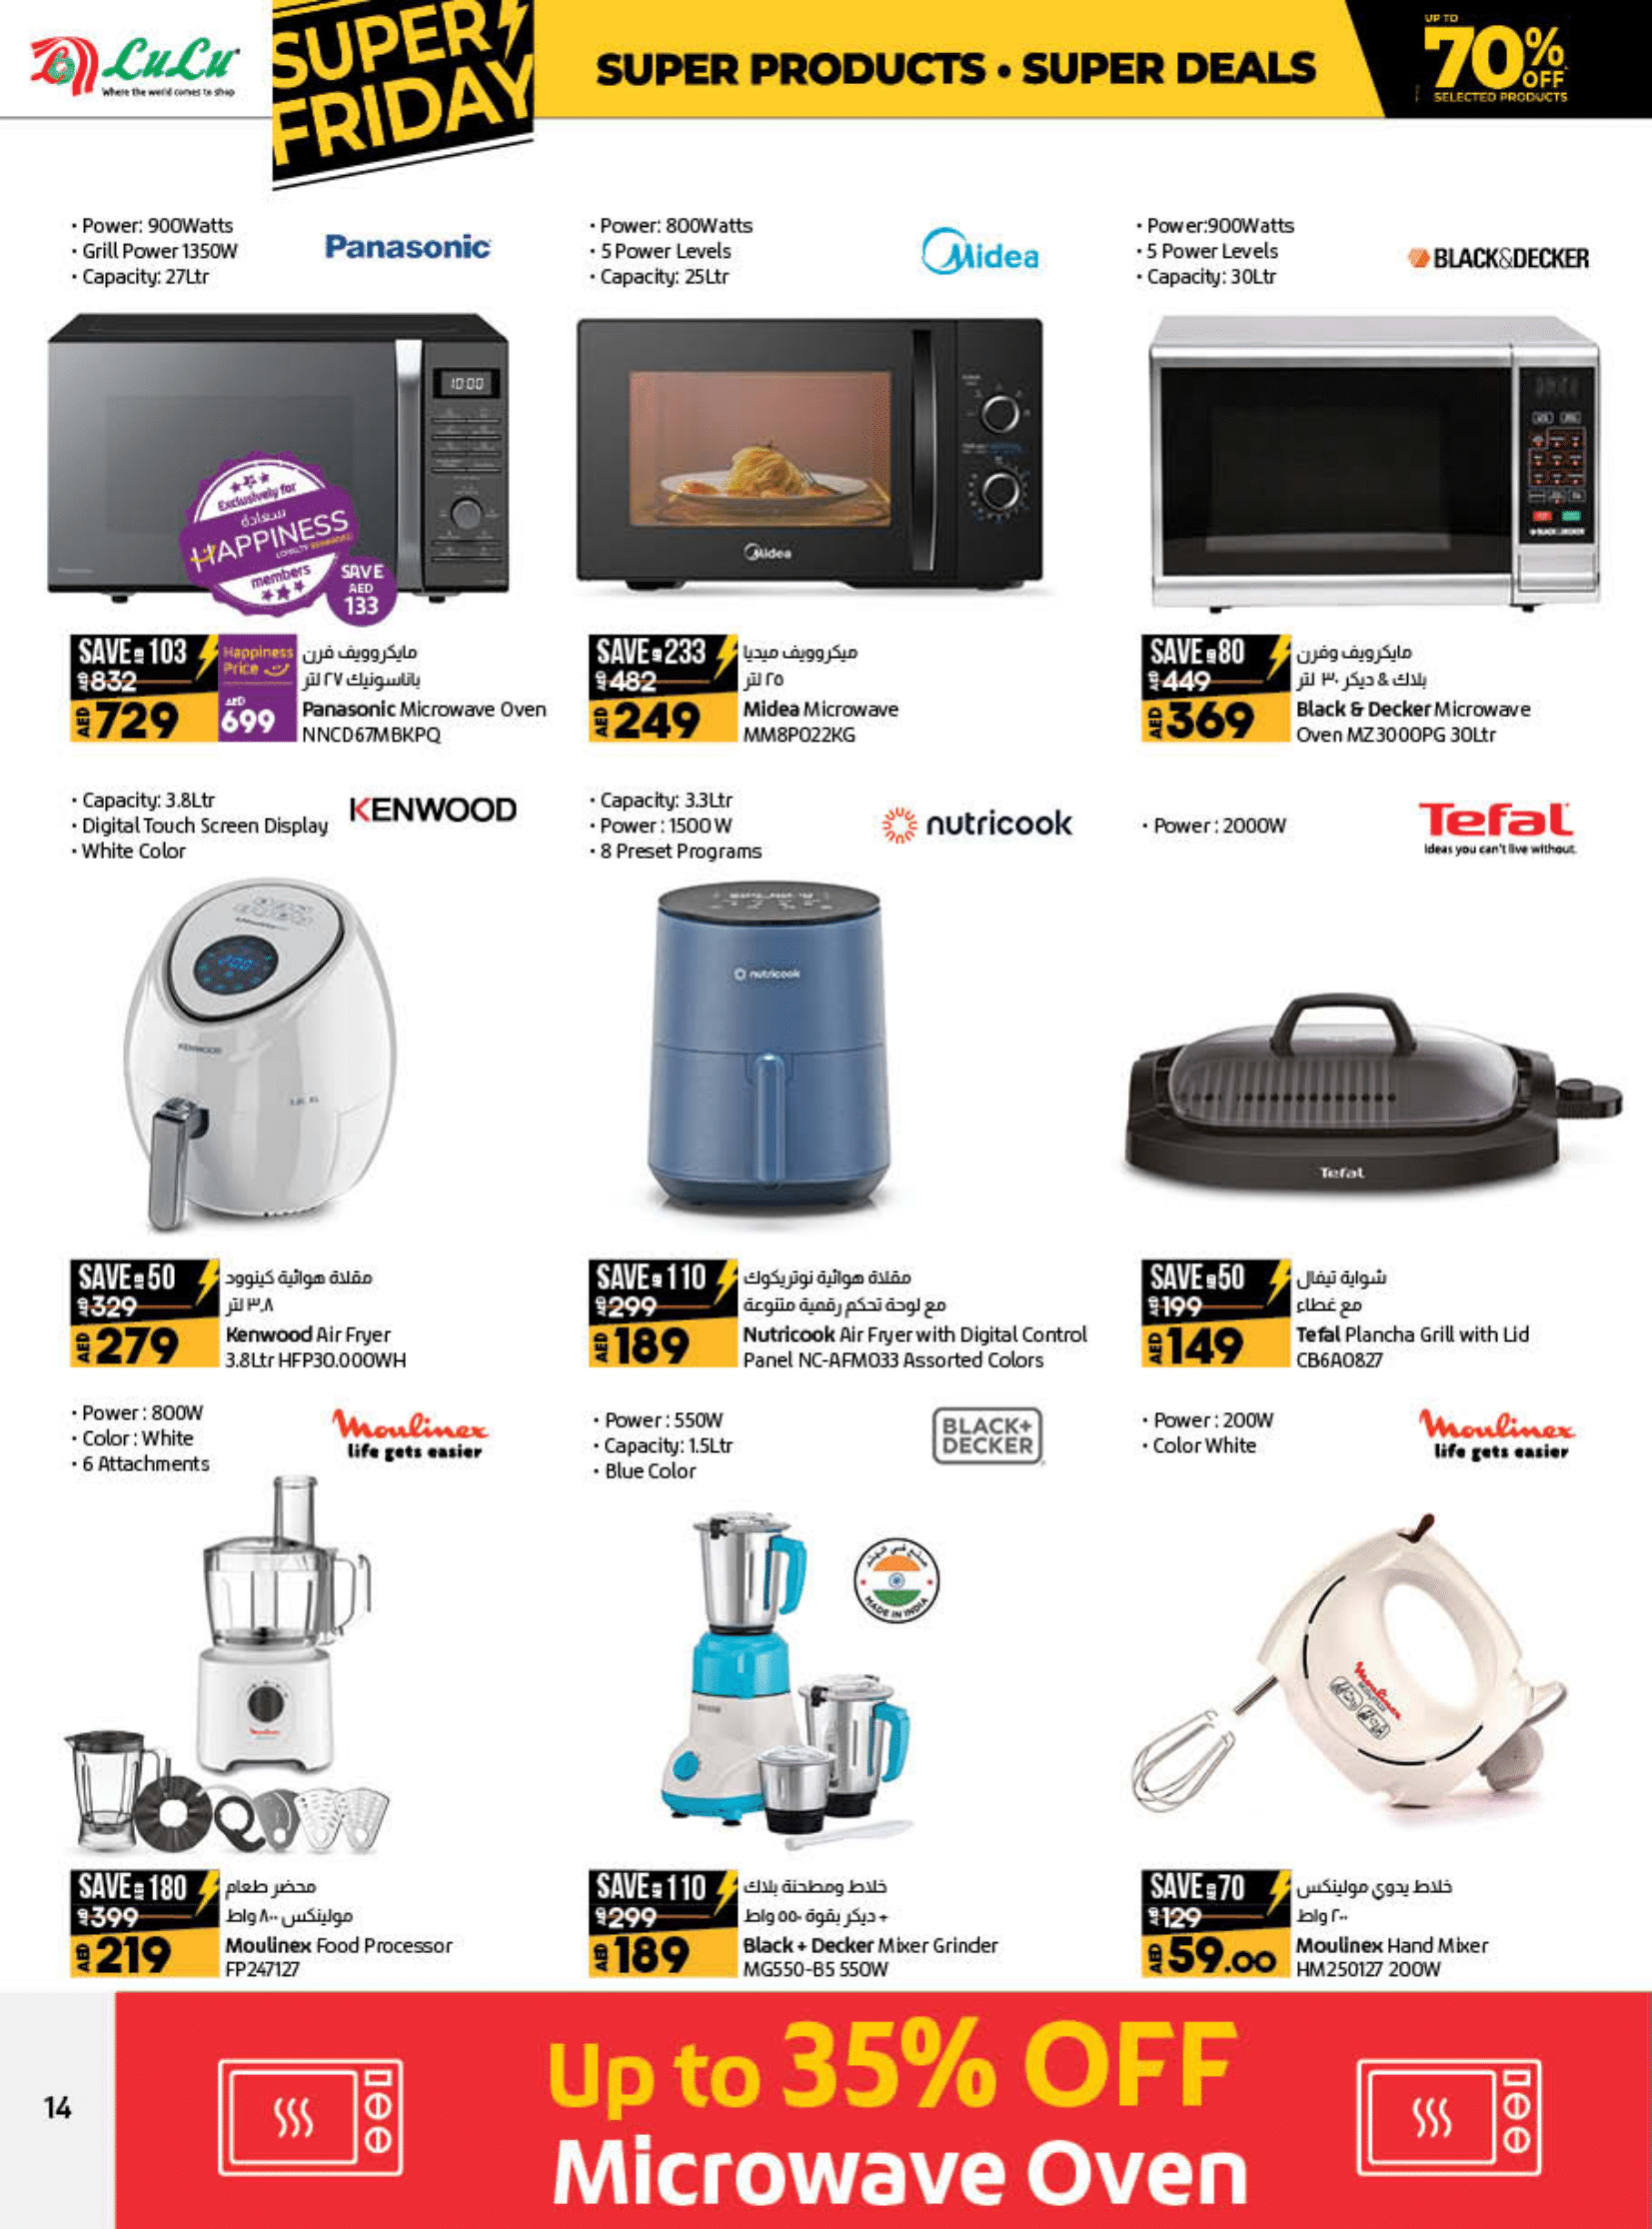 LuLu
Where the world comes to shop
SUPER
FRIDAY
SUPER PRODUCTS • SUPER DEALS
UP TO
70% OFF
SELECTED PRODUCTS
• Power: 900Watts
• Grill Power 1350W
• Capacity: 27Ltr
Panasonic
• Power: 800Watts
• 5 Power Levels
• Capacity: 25Ltr
Midea
• Power:900Watts
• 5 Power Levels
• Capacity: 30Ltr
BLACK&DECKER
10:00
Exclusively for
سعادة
HAPPINESS
LOYALTY REWARDS
members
SAVE
AED
133
Midea
SAVE AED 103
AED 832
AED 729
Happiness
Price
AED
699
مايكروويف فرن
باناسونيك ٢٧ لتر
Panasonic Microwave Oven
NNCD67MBKPQ
SAVE AED 233
AED 482
AED 249
ميكروويف ميديا
٢٥ لتر
Midea Microwave
MM8P022KG
SAVE AED 80
AED 449
AED 369
مايكرويف وفرن
بلاك & ديكر ٣٠ لتر
Black & Decker Microwave
Oven MZ3000PG 30Ltr
• Capacity: 3.8Ltr
• Digital Touch Screen Display
• White Color
KENWOOD
• Capacity: 3.3Ltr
• Power : 1500 W
• 8 Preset Programs
nutricook
• Power : 2000W
Tefal
Ideas you can't live without.
KENWOOD
nutricook
Tefal
SAVE AED 50
AED 329
AED 279
مقلاة هوائية كينوود
٣,٨ لتر
Kenwood Air Fryer
3.8Ltr HFP30.000WH
SAVE AED 110
AED 299
AED 189
مقلاة هوائية نوتريكوك
مع لوحة تحكم رقمية متنوعة
Nutricook Air Fryer with Digital Control
Panel NC-AFM033 Assorted Colors
SAVE AED 50
AED 199
AED 149
شواية تيفال
مع غطاء
Tefal Plancha Grill with Lid
CB6A0827
• Power : 800W
• Color : White
• 6 Attachments
Moulinex
life gets easier
• Power : 550W
• Capacity: 1.5Ltr
• Blue Color
BLACK+
DECKER
• Power : 200W
• Color White
Moulinex
life gets easier
صنع في الهند
MADE IN INDIA
Moulinex
SAVE AED 180
AED 399
AED 219
محضر طعام
مولينكس ٨٠٠ واط
Moulinex Food Processor
FP247127
SAVE AED 110
AED 299
AED 189
خلاط ومطحنة بلاك
+ ديكر بقوة ٥٥٠ واط
Black + Decker Mixer Grinder
MG550-B5 550W
SAVE AED 70
AED 129
AED 59.00
خلاط يدوي مولينكس
٢٠٠ واط
Moulinex Hand Mixer
HM250127 200W
14
Up to 35% OFF
Microwave Oven